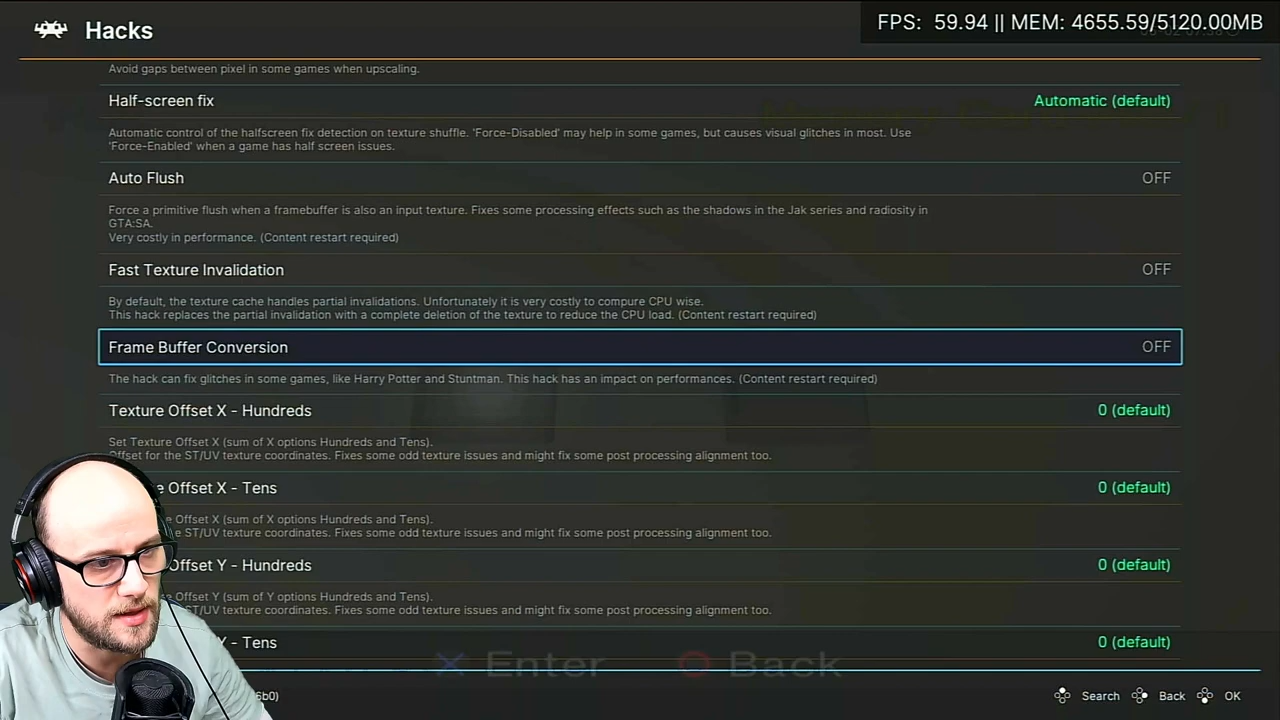 Hacks
FPS: 59.94 || MEM: 4655.59/5120.00MB
Avoid gaps between pixel in some games when upscaling.
Half-screen fix Automatic (default)
Automatic control of the halfscreen fix detection on texture shuffle. 'Force-Disabled' may help in some games, but causes visual glitches in most. Use
'Force-Enabled' when a game has half screen issues.
Auto Flush OFF
Force a primitive flush when a framebuffer is also an input texture. Fixes some processing effects such as the shadows in the Jak series and radiosity in
GTA:SA.
Very costly in performance. (Content restart required)
Fast Texture Invalidation OFF
By default, the texture cache handles partial invalidations. Unfortunately it is very costly to compure CPU wise.
This hack replaces the partial invalidation with a complete deletion of the texture to reduce the CPU load. (Content restart required)
Frame Buffer Conversion OFF
The hack can fix glitches in some games, like Harry Potter and Stuntman. This hack has an impact on performances. (Content restart required)
Texture Offset X - Hundreds 0 (default)
Set Texture Offset X (sum of X options Hundreds and Tens).
Offset for the ST/UV texture coordinates. Fixes some odd texture issues and might fix some post processing alignment too.
Offset X - Tens 0 (default)
Offset X (sum of X options Hundreds and Tens).
ST/UV texture coordinates. Fixes some odd texture issues and might fix some post processing alignment too.
Offset Y - Hundreds 0 (default)
Offset Y (sum of Y options Hundreds and Tens).
ST/UV texture coordinates. Fixes some odd texture issues and might fix some post processing alignment too.
Y - Tens 0 (default)
Enter Back
6b0) Search Back OK